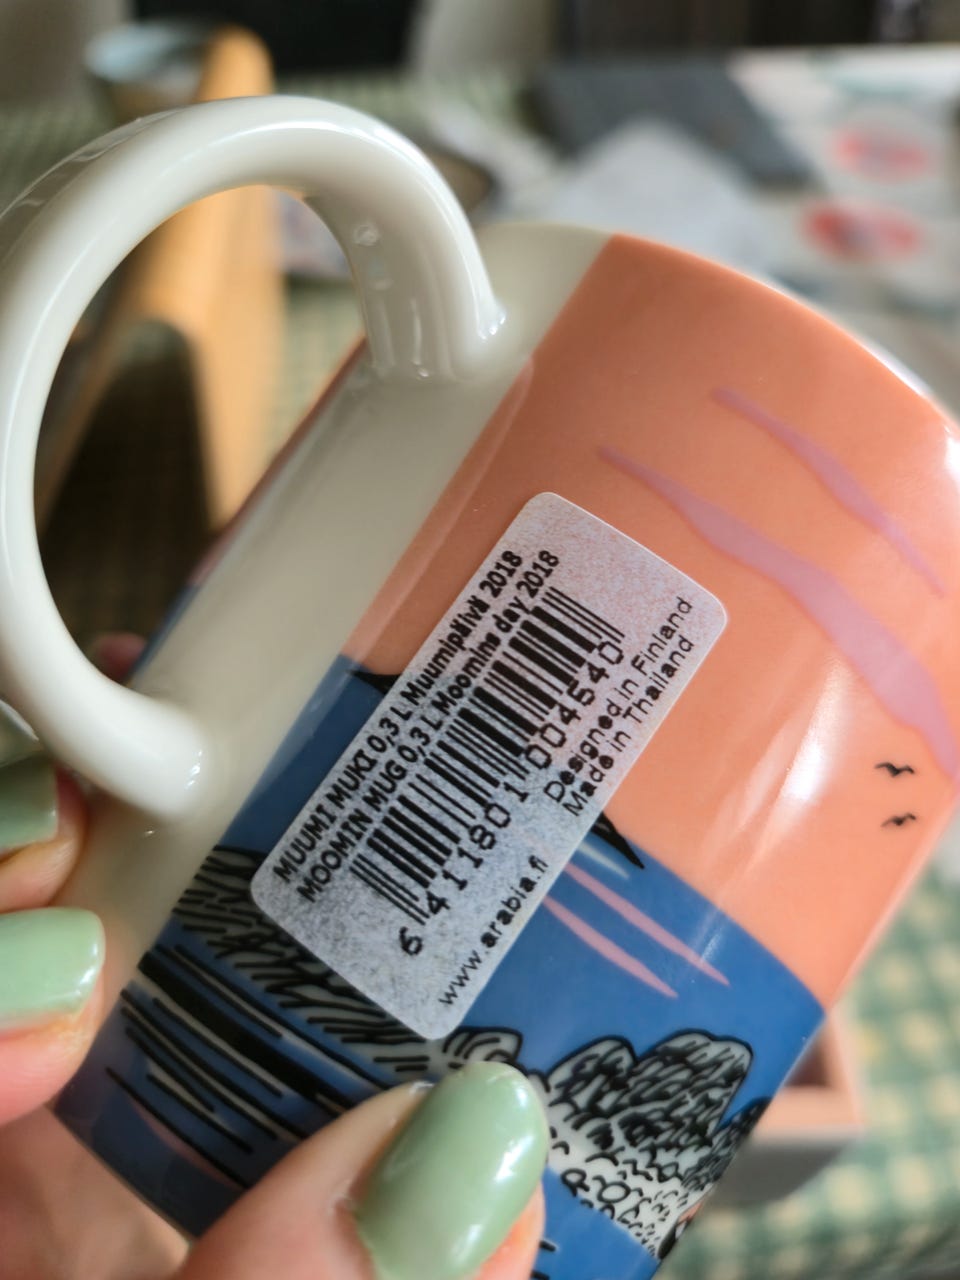 MUUMI MUKI 0,3 L Muumipäivä 2018
MOOMIN MUG 0,3 L Moomins day 2018
6 411801 004540
Designed in Finland
www.arabia.fi Made in Thailand